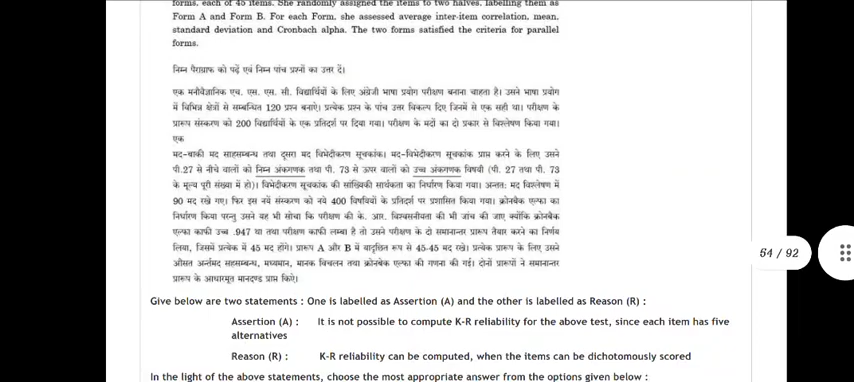 forms, each of 45 items. She randomly assigned the items to two halves, labelling them as
Form A and Form B. For each Form, she assessed average inter-item correlation, mean,
standard deviation and Cronbach alpha. The two forms satisfied the criteria for parallel
forms.
निम्न पैराग्राफ को पढ़ें एवं निम्न पांच प्रश्नों का उत्तर दें।
एक मनोवैज्ञानिक एच. एस. एस. सी. विद्यार्थियों के लिए अंग्रेजी भाषा प्रयोग परीक्षण बनाना चाहता है। उसने भाषा प्रयोग
में विभिन्न क्षेत्रों से सम्बन्धित 120 प्रश्न बनाऐ। प्रत्येक प्रश्न के पांच उत्तर विकल्प दिए जिनमें से एक सही था। परीक्षण के
प्रारूप संस्करण को 200 विद्यार्थियों के एक प्रतिदर्श पर दिया गया। परीक्षण के मदों का दो प्रकार से विश्लेषण किया गया।
एक
मद-बाकी मद साहसम्बन्ध तथा दूसरा मद विभेदीकरण सूचकांक। मद-विभेदीकरण सूचकांक प्राप्त करने के लिए उसने
पी.27 से नीचे वालों को निम्न अंकगणक तथा पी. 73 से ऊपर वालों को उच्च अंकगणक विषयी (पी. 27 तथा पी. 73
के मूल्य पूरी संख्या में हो)। विभेदीकरण सूचकांक की सांख्यिकी सार्थकता का निर्धारण किया गया। अन्ततः मद विश्लेषण में
90 मद रखे गए। फिर इस नयें संस्करण को नये 400 विषयियों के प्रतिदर्श पर प्रशासित किया गया। क्रोनबेक एल्फा का
निर्धारण किया परन्तु उसने यह भी सोचा कि परीक्षण की के. आर. विश्वसनीयता की भी जांच की जाए क्योंकि क्रोनबेक
एल्फा काफी उच्च .947 था तथा परीक्षण काफी लम्बा है तो उसने परीक्षण के दो समानान्तर प्रारूप तैयार करने का निर्णय
लिया, जिसमें प्रत्येक में 45 मद होंगे। प्रारूप A और B में यादृछित रूप से 45-45 मद रखे। प्रत्येक प्रारूप के लिए उसने
औसत अर्न्तमद सहसम्बन्ध, मध्यमान, मानक विचलन तथा क्रोनबेक एल्फा की गणना की गई। दोनों प्रारूपों ने समानान्तर
प्रारूप के आधारमूत मानदण्ड प्राप्त किऐ।
54 / 92
Give below are two statements : One is labelled as Assertion (A) and the other is labelled as Reason (R) :
Assertion (A) : It is not possible to compute K-R reliability for the above test, since each item has five
alternatives
Reason (R) : K-R reliability can be computed, when the items can be dichotomously scored
In the light of the above statements, choose the most appropriate answer from the options given below :